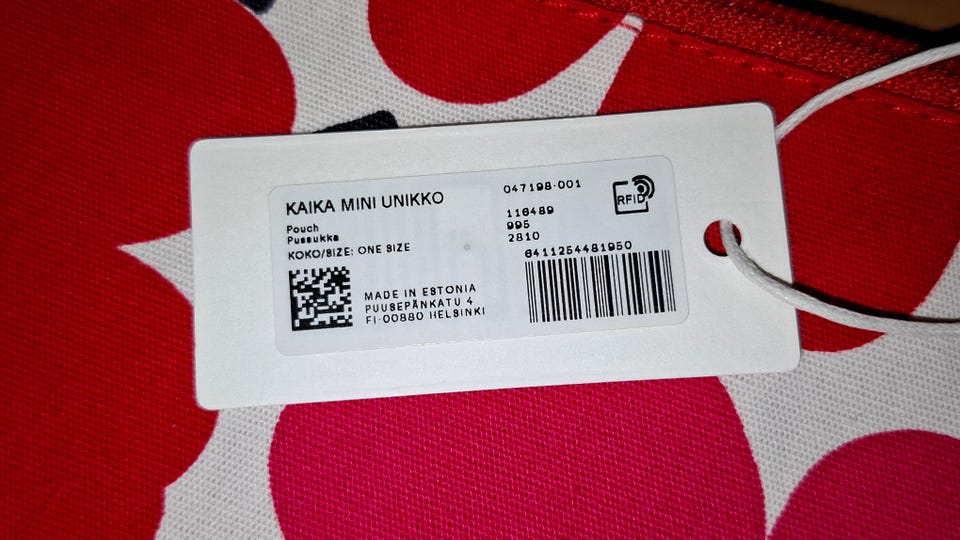 KAIKA MINI UNIKKO
Pouch
Pussukka
KOKO/SIZE: ONE SIZE
MADE IN ESTONIA
PUUSEPÄNKATU 4
FI-00880 HELSINKI
047198-001
RFID
116489
995
2810
6411254481950